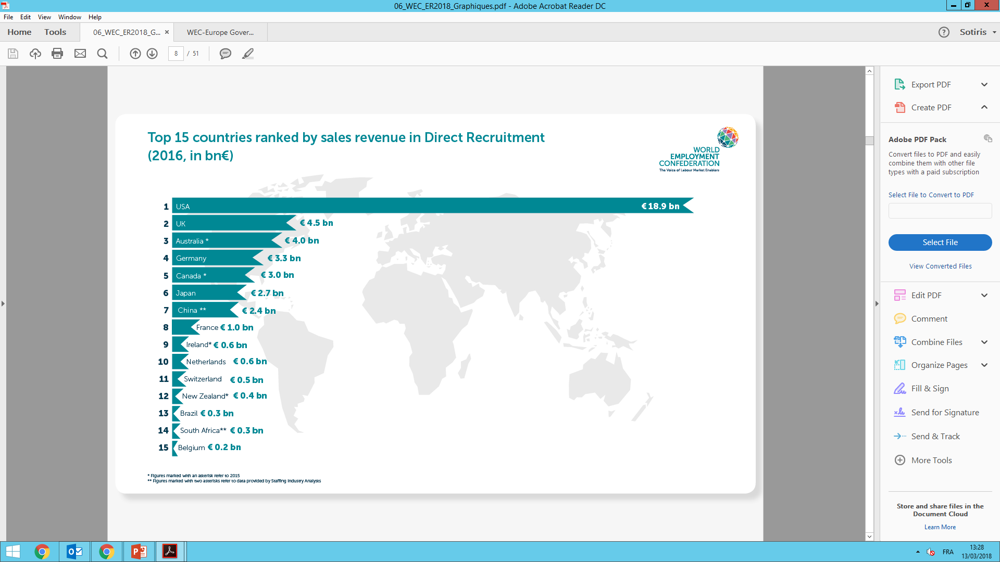 06_WEC_ER2018_Graphiques.pdf - Adobe Acrobat Reader DC
File Edit View Window Help
Home Tools 06_WEC_ER2018_G... × WEC-Europe Gover... ? Sotiris
8 / 51
Top 15 countries ranked by sales revenue in Direct Recruitment
(2016, in bn€)
WORLD
EMPLOYMENT
CONFEDERATION
The Voice of Labour Market Enablers
1 USA € 18.9 bn
2 UK € 4.5 bn
3 Australia * € 4.0 bn
4 Germany € 3.3 bn
5 Canada * € 3.0 bn
6 Japan € 2.7 bn
7 China ** € 2.4 bn
8 France € 1.0 bn
9 Ireland* € 0.6 bn
10 Netherlands € 0.6 bn
11 Switzerland € 0.5 bn
12 New Zealand* € 0.4 bn
13 Brazil € 0.3 bn
14 South Africa** € 0.3 bn
15 Belgium € 0.2 bn
* Figures marked with an asterisk refer to 2015
** Figures marked with two asterisks refer to data provided by Staffing Industry Analysts
Export PDF
Create PDF
Adobe PDF Pack
Convert files to PDF and easily
combine them with other file
types with a paid subscription
Select File to Convert to PDF
Select File
View Converted Files
Edit PDF
Comment
Combine Files
Organize Pages
Fill & Sign
Send for Signature
Send & Track
More Tools
Store and share files in the
Document Cloud
Learn More
FRA
13:28
13/03/2018